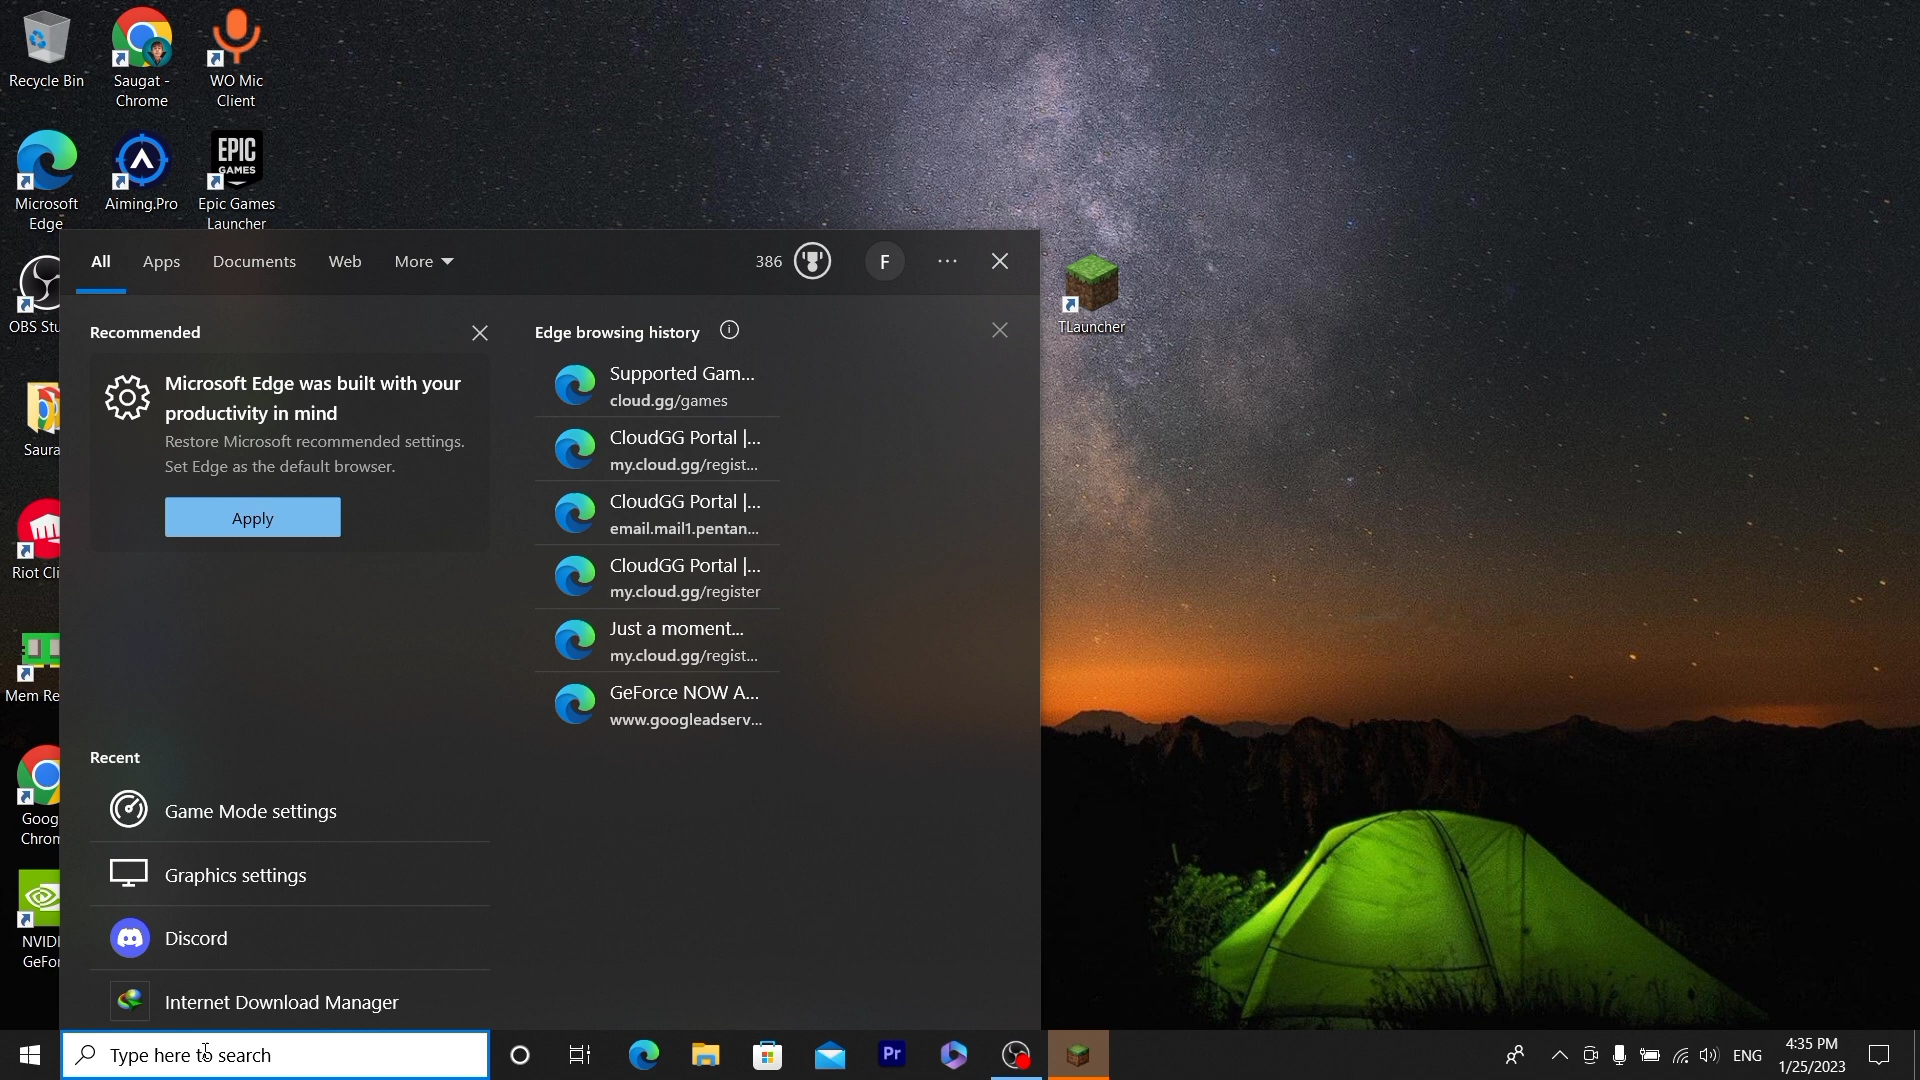 Recycle Bin
Saugat -
Chrome
WO Mic
Client
Microsoft
Edge
Aiming.Pro
EPIC
GAMES
Epic Games
Launcher
OBS Stu
Saura
Riot Cli
Mem Re
Goog
Chron
NVIDI
GeFor
TLauncher
All
Apps
Documents
Web
More
386
F
Recommended
Microsoft Edge was built with your
productivity in mind
Restore Microsoft recommended settings.
Set Edge as the default browser.
Apply
Edge browsing history
Supported Gam...
cloud.gg/games
CloudGG Portal |...
my.cloud.gg/regist...
CloudGG Portal |...
email.mail1.pentan...
CloudGG Portal |...
my.cloud.gg/register
Just a moment...
my.cloud.gg/regist...
GeForce NOW A...
www.googleadserv...
Recent
Game Mode settings
Graphics settings
Discord
Internet Download Manager
Type here to search
Pr
ENG
4:35 PM
1/25/2023